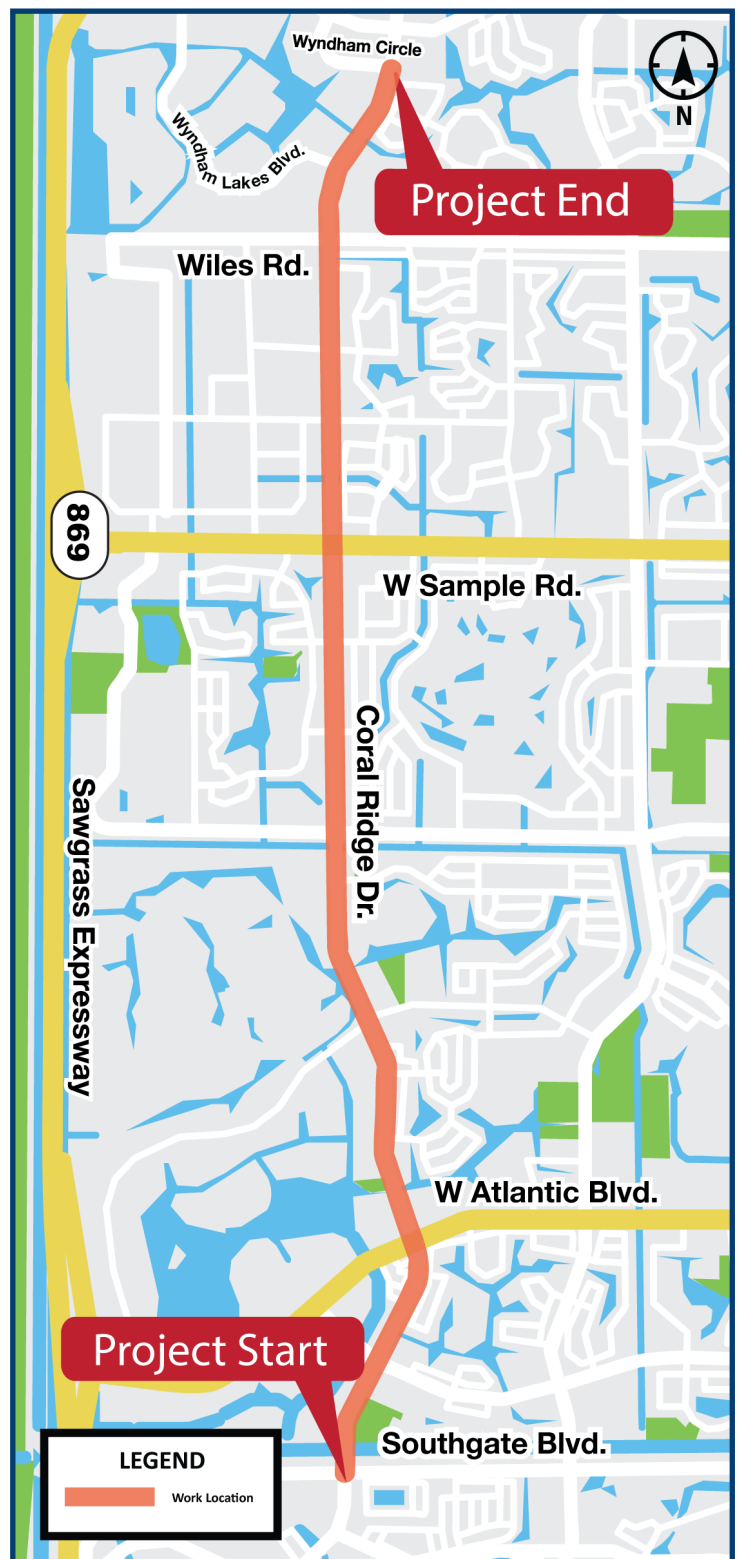 Wyndham Circle
N
Wyndham Lakes Blvd.
Project End
Wiles Rd.
869
W Sample Rd.
Coral Ridge Dr.
Sawgrass Expressway
W Atlantic Blvd.
Project Start
Southgate Blvd.
LEGEND
Work Location